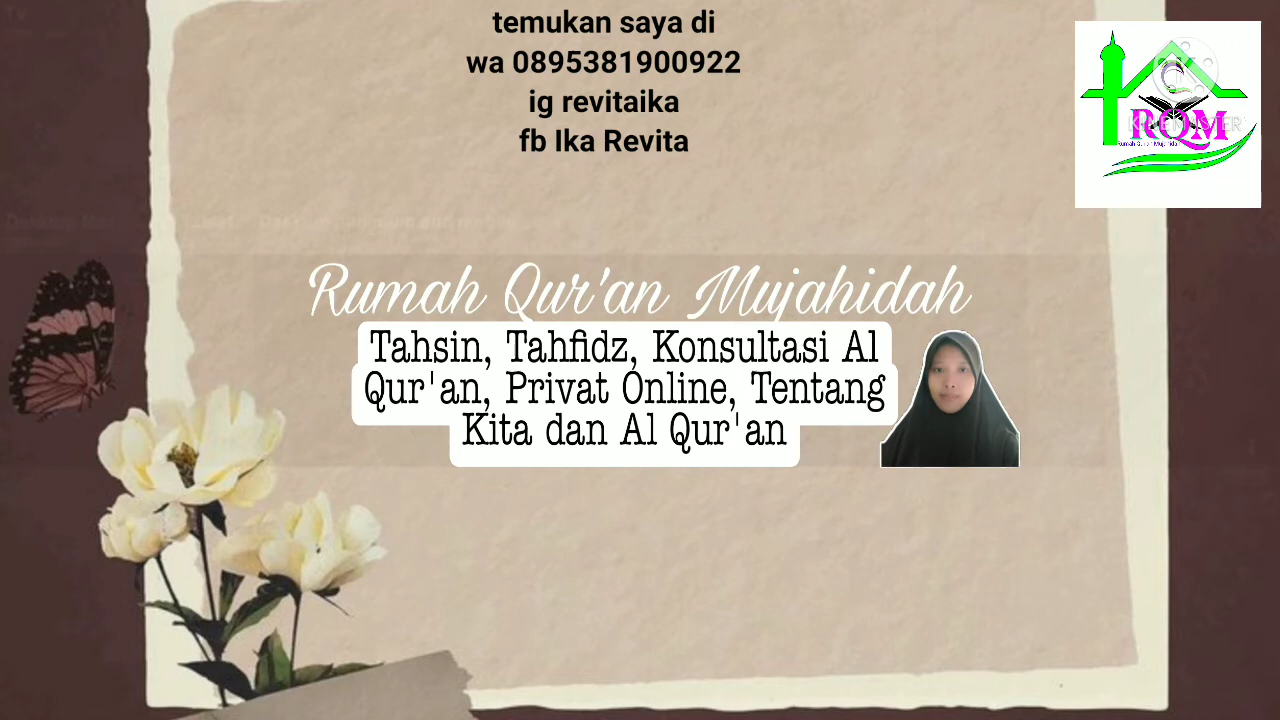 temukan saya di
wa 0895381900922
ig revitaika
fb Ika Revita
RQM
Rumah Qur'an Mujahidah
Tahsin, Tahfidz, Konsultasi Al
Qur'an, Privat Online, Tentang
Kita dan Al Qur'an